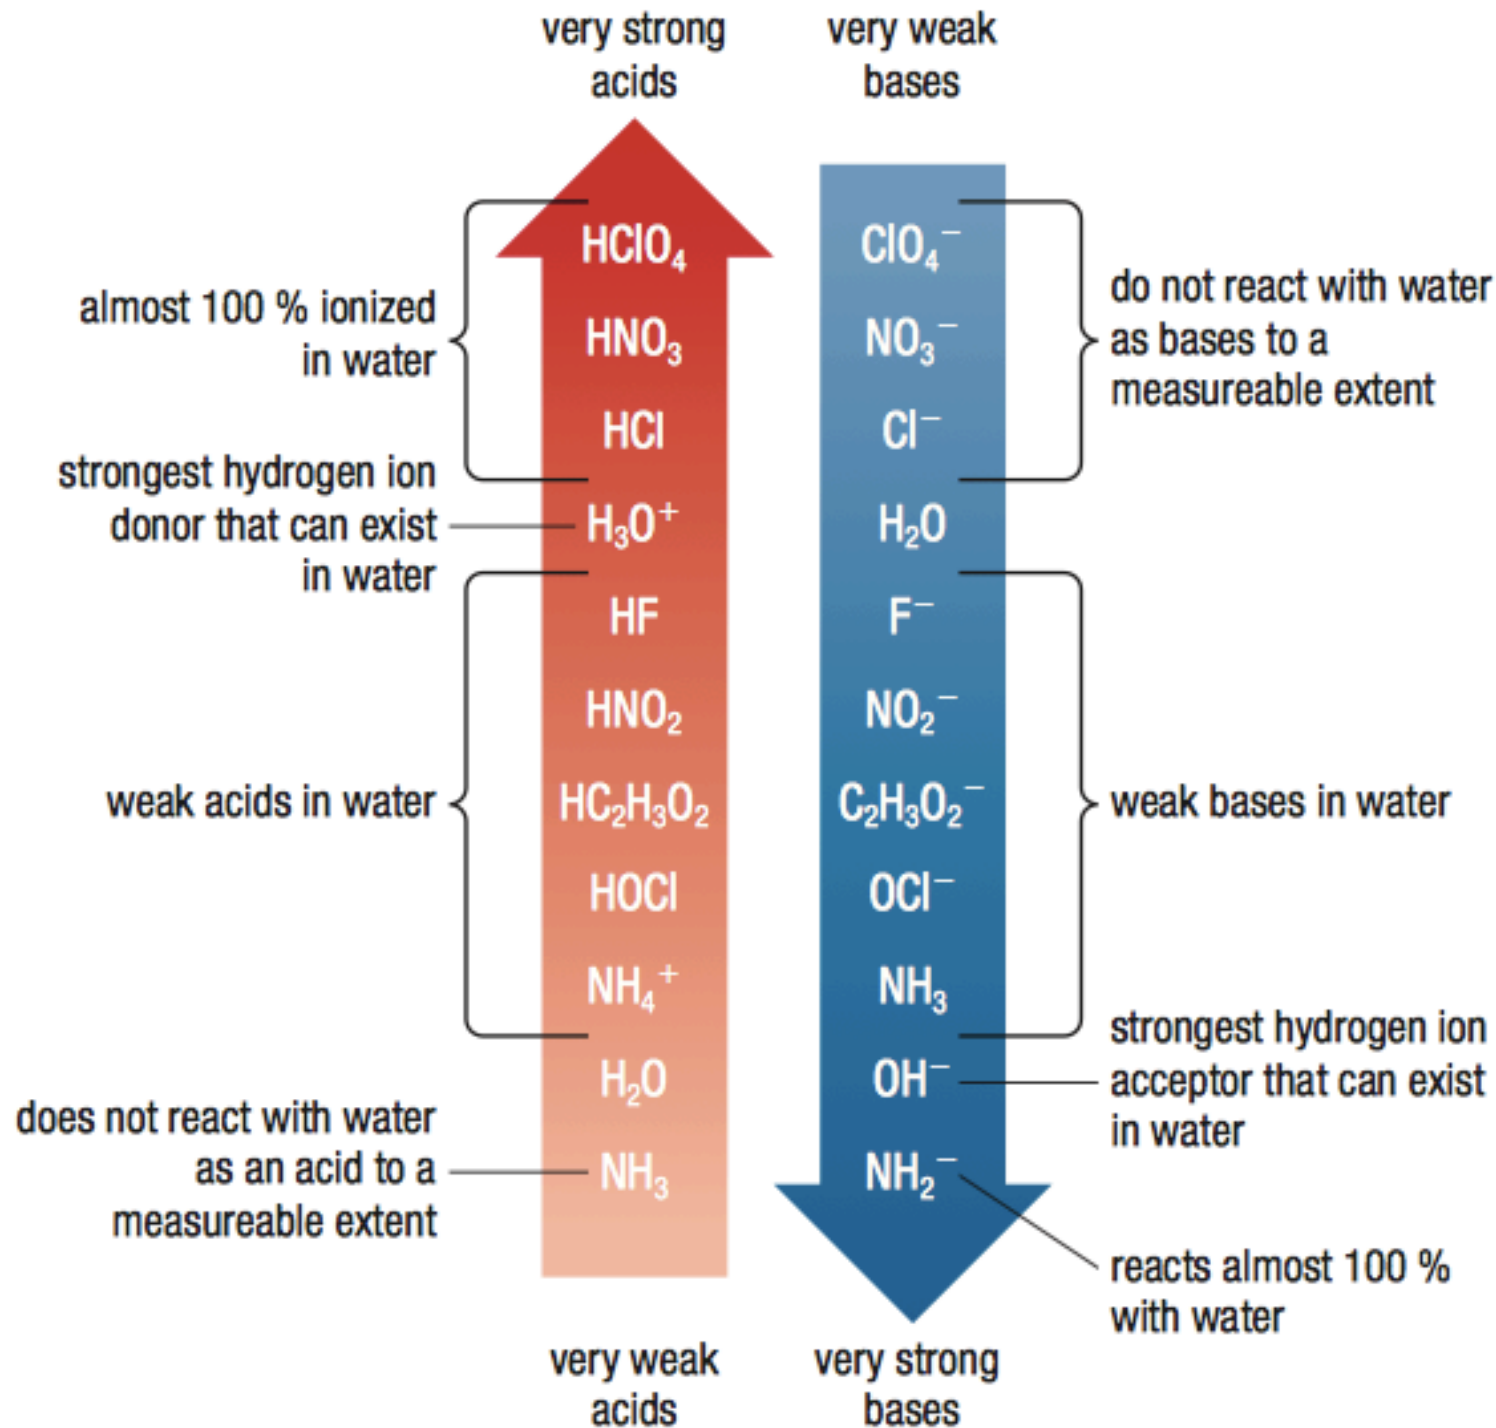 very strong
acids
very weak
bases
almost 100 % ionized
in water
strongest hydrogen ion
donor that can exist
in water
weak acids in water
does not react with water
as an acid to a
measureable extent
HClO₄
HNO₃
HCl
H₃O⁺
HF
HNO₂
HC₂H₃O₂
HOCl
NH₄⁺
H₂O
NH₃
ClO₄⁻
NO₃⁻
Cl⁻
H₂O
F⁻
NO₂⁻
C₂H₃O₂⁻
OCl⁻
NH₃
OH⁻
NH₂⁻
do not react with water
as bases to a
measureable extent
weak bases in water
strongest hydrogen ion
acceptor that can exist
in water
reacts almost 100 %
with water
very weak
acids
very strong
bases